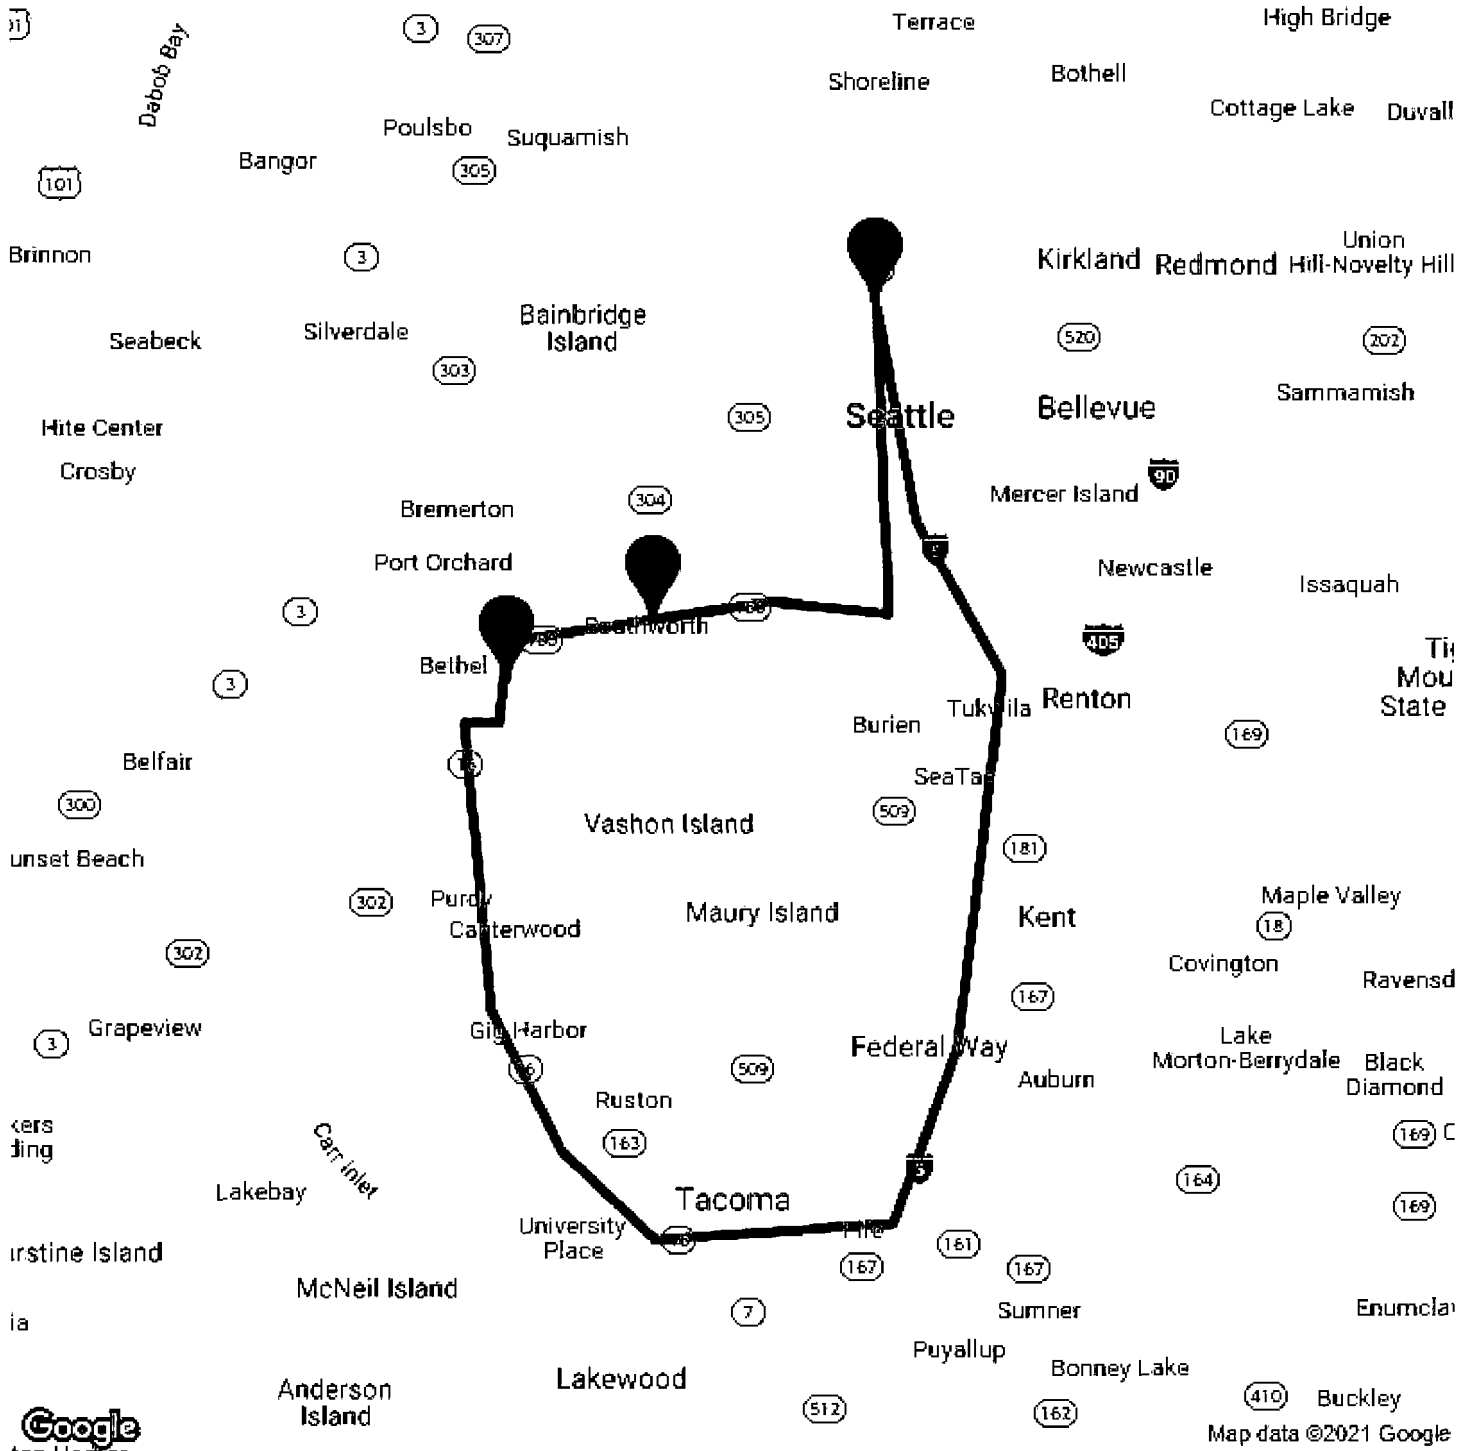 Terrace
High Bridge
3
307
Dabob Bay
Shoreline
Bothell
Cottage Lake
Duvall
Poulsbo
Suquamish
Bangor
305
101
Brinnon
3
Kirkland
Redmond
Union
Hill-Novelty Hill
Seabeck
Silverdale
Bainbridge
Island
520
202
303
Sammamish
305
Seattle
Bellevue
Hite Center
Crosby
90
Mercer Island
Bremerton
304
Port Orchard
Newcastle
Issaquah
3
Southworth
405
Bethel
3
Renton
State
Tukwila
Burien
169
Belfair
SeaTac
300
509
Vashon Island
181
unset Beach
302
Purdy
Canterwood
Maury Island
Kent
Maple Valley
18
302
Covington
Ravensd
167
Grapeview
Gig Harbor
3
Federal Way
Lake
Morton-Berrydale
Black
Diamond
509
Auburn
Ruston
163
169
Carr Inlet
Lakebay
164
169
Tacoma
University
Place
161
167
167
McNeil Island
7
Sumner
Puyallup
Lakewood
Bonney Lake
Anderson
Island
512
162
410
Buckley
Google
Map data ©2021 Google